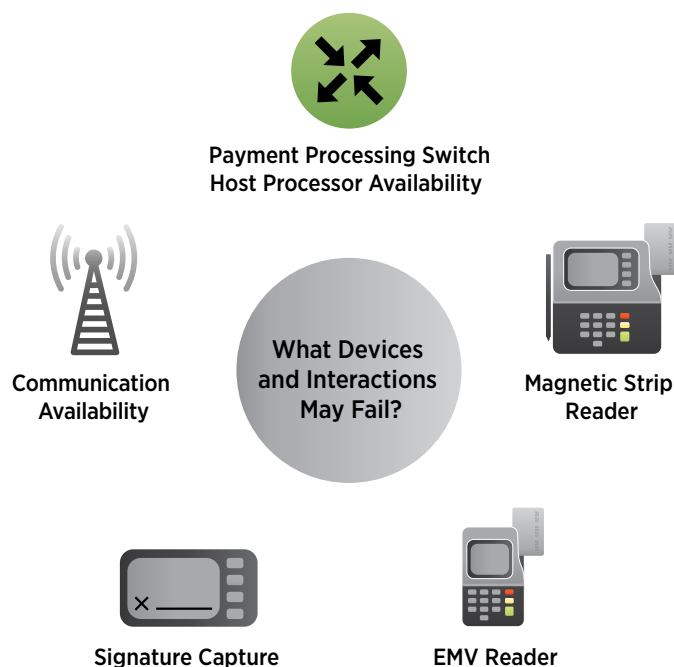 Payment Processing Switch
Host Processor Availability
Communication
Availability
What Devices
and Interactions
May Fail?
Magnetic Strip
Reader
×
Signature Capture
EMV Reader